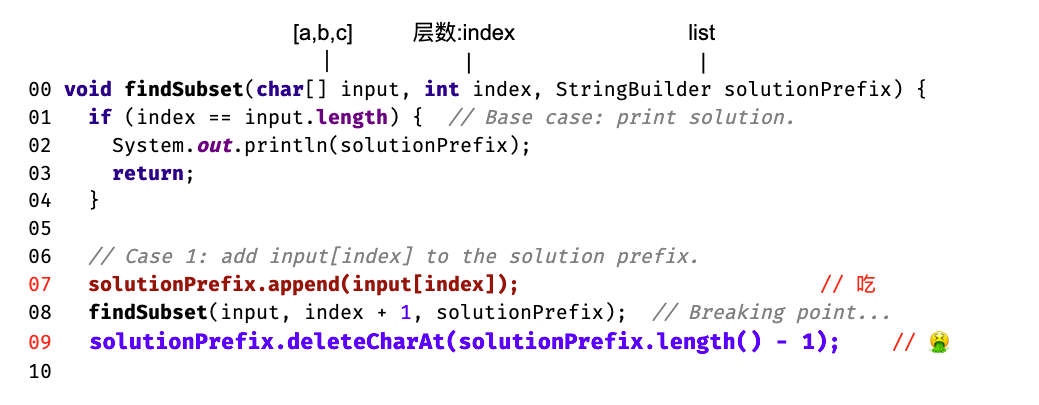 [a,b,c] 层数:index list
00 void findSubset(char[] input, int index, StringBuilder solutionPrefix) {
01 if (index == input.length) { // Base case: print solution.
02 System.out.println(solutionPrefix);
03 return;
04 }
05
06 // Case 1: add input[index] to the solution prefix.
07 solutionPrefix.append(input[index]); // 吃
08 findSubset(input, index + 1, solutionPrefix); // Breaking point...
09 solutionPrefix.deleteCharAt(solutionPrefix.length() - 1); // 🤮
10